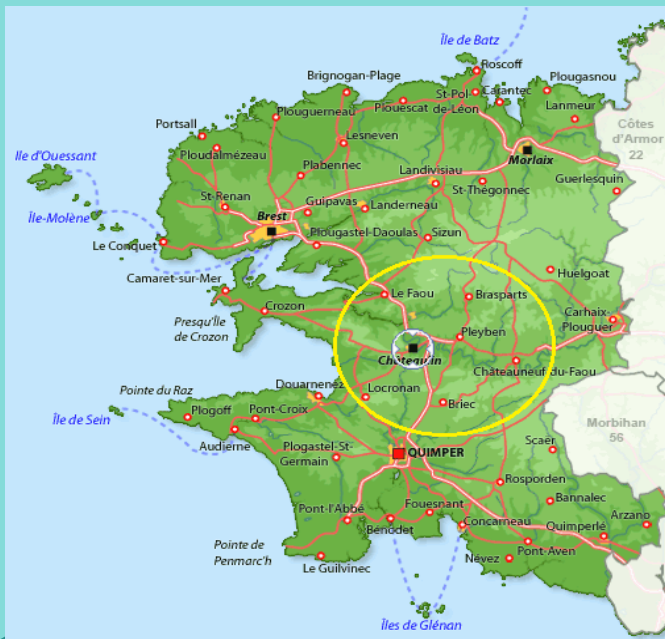 Île de Batz
Roscoff
Brignogan-Plage
Plougasnou
St-Pol
de-Léon
Carantec
Plouescat
Lanmeur
Plouguerneau
Portsall
Côtes
d'Armor
22
Lesneven
Ploudalmézeau
Morlaix
Ile d'Ouessant
Plabennec
Landivisiau
Guerlesquin
St-Thégonnec
St-Renan
Guipavas
Landerneau
Île-Molène
Brest
Sizun
Plougastel-Daoulas
Le Conquet
Huelgoat
Camaret-sur-Mer
Le Faou
Brasparts
Crozon
Carhaix-
Plouguer
Presqu'Île
de Crozon
Pleyben
Châteaulin
Châteauneuf-du-Faou
Pointe du Raz
Douarnenez
Locronan
Briec
Île de Sein
Plogoff
Pont-Croix
Morbihan
56
Audierne
Plogastel-St-
Germain
Scaër
QUIMPER
Rosporden
Bannalec
Fouesnant
Pont-l'Abbé
Arzano
Bénodet
Concarneau
Quimperlé
Pointe de
Penmarc'h
Pont-Aven
Névez
Le Guilvinec
Îles de Glénan